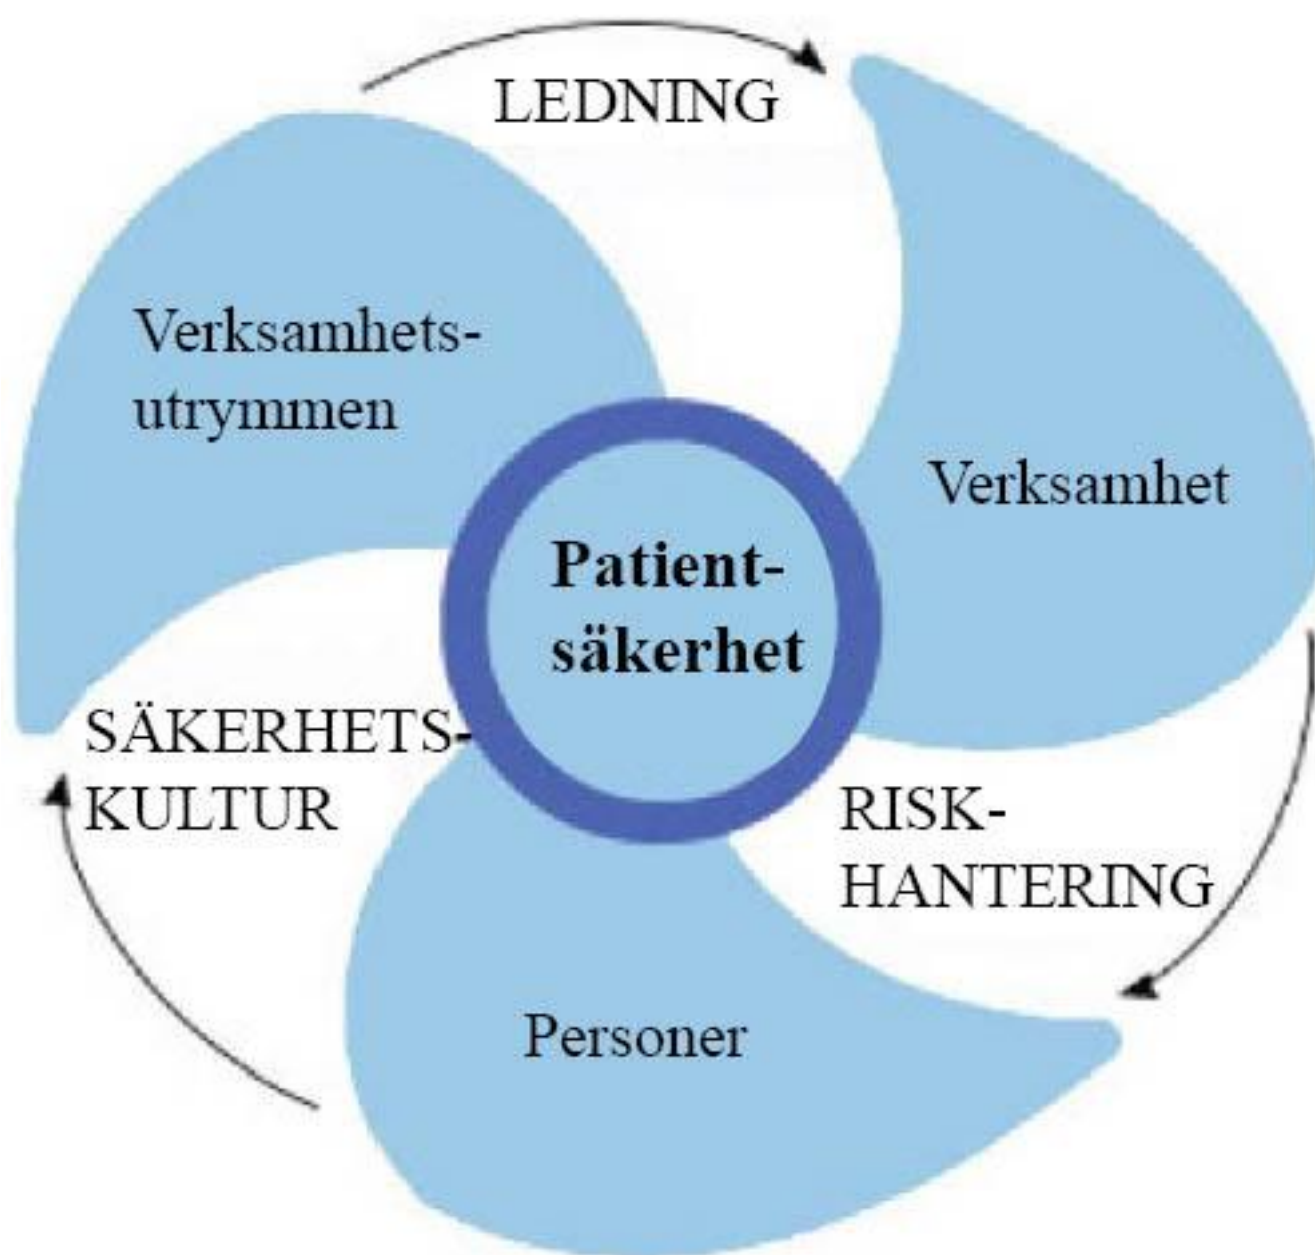 LEDNING
Verksamhets-
utrymmen
Verksamhet
Patient-
säkerhet
SÄKERHETS-
KULTUR
RISK-
HANTERING
Personer